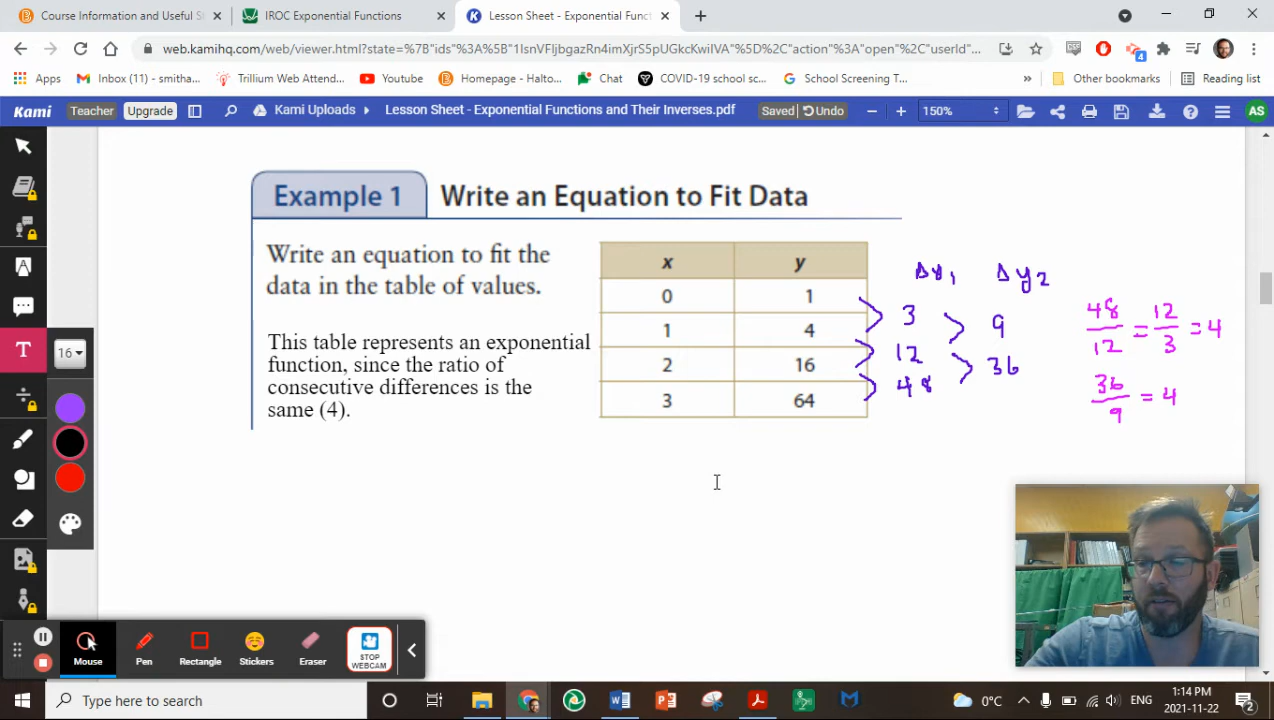 Course Information and Useful S
IROC Exponential Functions
Lesson Sheet - Exponential Funct
web.kamihq.com/web/viewer.html?state=%7B"ids"%3A%5B"1IsnVFIjbgazRn4imXjrS5pUGkcKwiIVA"%5D%2C"action"%3A"open"%2C"userId"...
Apps
Inbox (11) - smitha...
Trillium Web Attend...
Youtube
Homepage - Halto...
Chat
COVID-19 school sc...
School Screening T...
»
Other bookmarks
Reading list
Kami
Teacher
Upgrade
Kami Uploads
Lesson Sheet - Exponential Functions and Their Inverses.pdf
Saved
Undo
150%
AS
Example 1
Write an Equation to Fit Data
Write an equation to fit the
data in the table of values.
This table represents an exponential
function, since the ratio of
consecutive differences is the
same (4).
x y
0 1
1 4
2 16
3 64
Δy1 Δy2
3 9
12 36
48
48/12 = 12/3 = 4
36/9 = 4
T
16
Mouse
Pen
Rectangle
Stickers
Eraser
STOP
WEBCAM
Type here to search
0°C
ENG
1:14 PM
2021-11-22
2